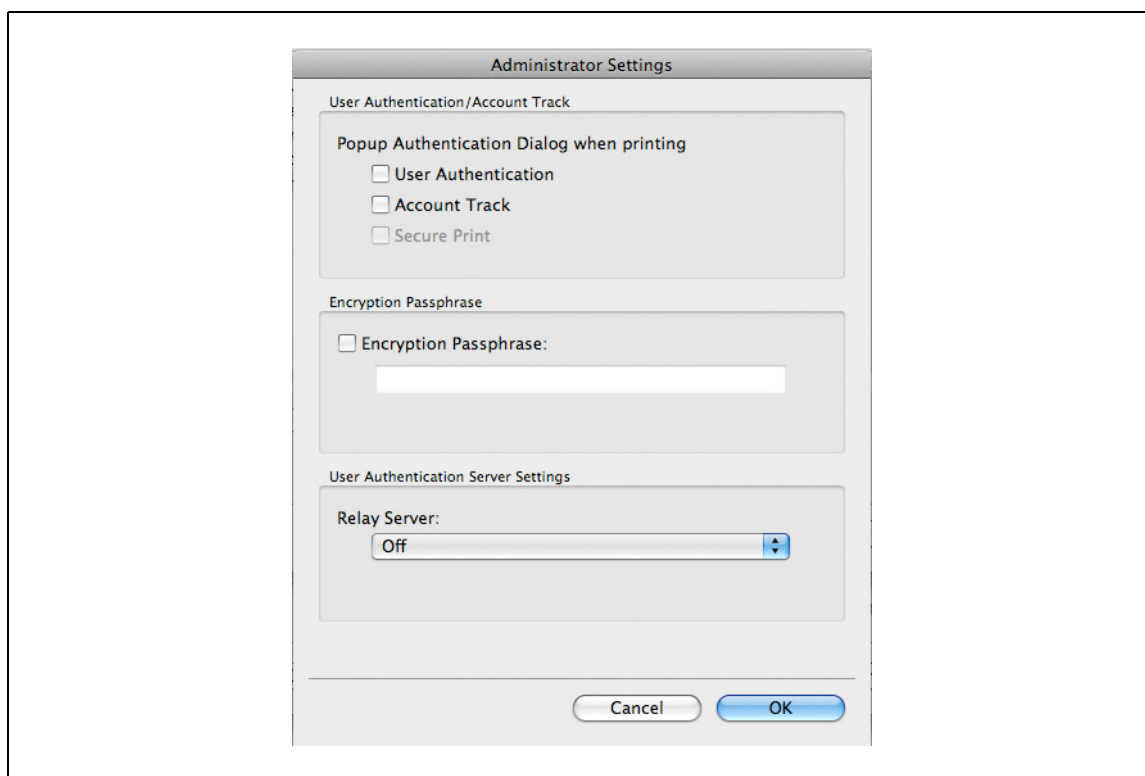 Administrator Settings
User Authentication/Account Track
Popup Authentication Dialog when printing
User Authentication
Account Track
Secure Print
Encryption Passphrase
Encryption Passphrase:
User Authentication Server Settings
Relay Server:
Off
Cancel
OK